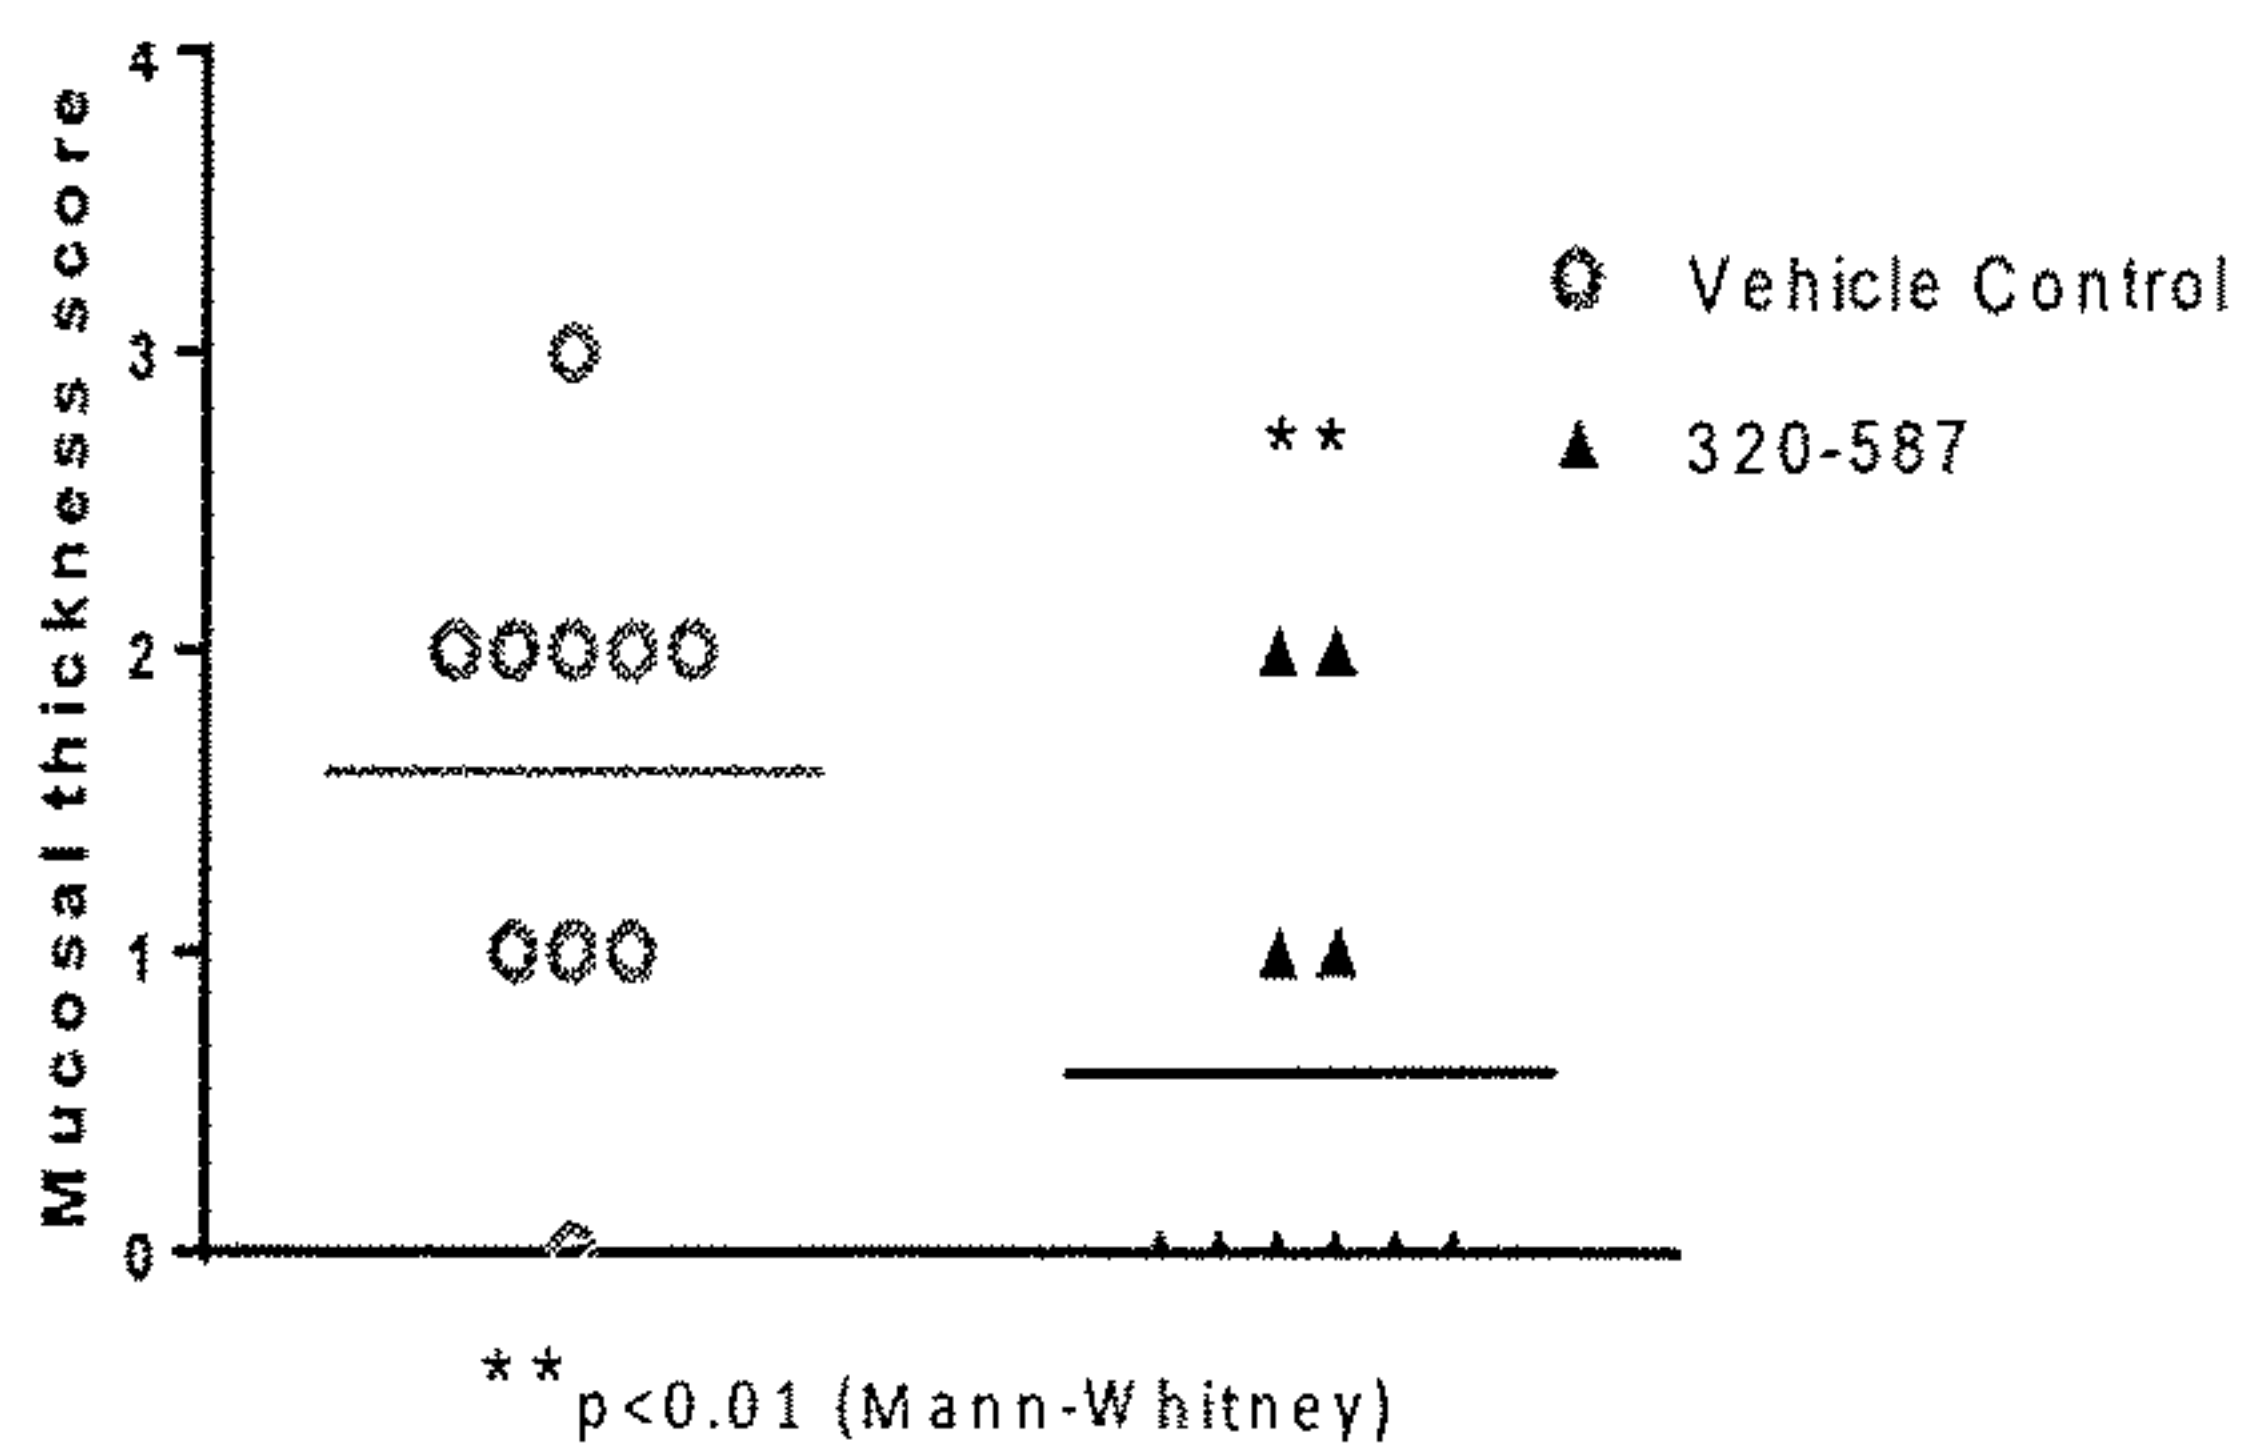 Mucosal thickness score
4
3
2
1
0
Vehicle Control
**
320-587
**p<0.01 (Mann-Whitney)